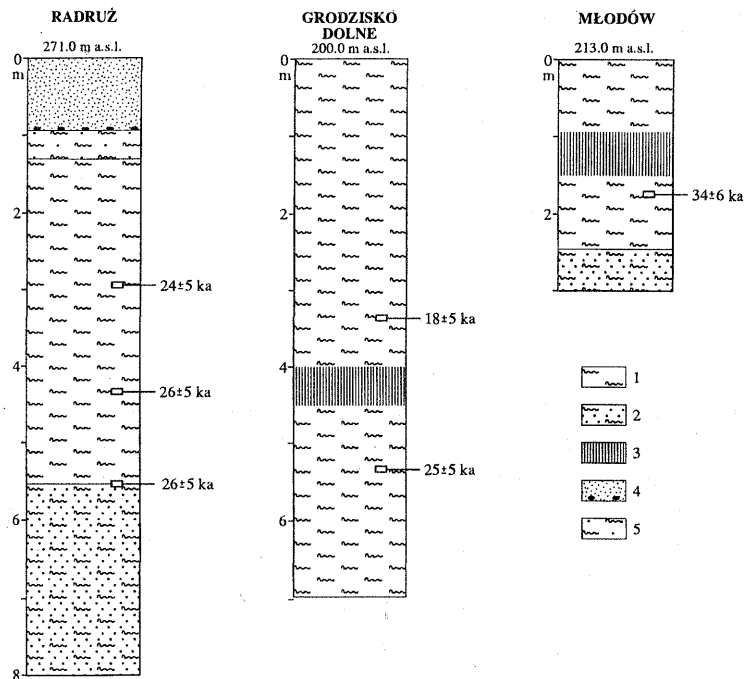 RADRUŻ
271.0 m a.s.l.
0
m
2
4
6
8
24±5 ka
26±5 ka
26±5 ka
GRODZISKO
DOLNE
200.0 m a.s.l.
0
m
2
4
6
18±5 ka
25±5 ka
MŁODÓW
213.0 m a.s.l.
0
m
2
34±6 ka
1
2
3
4
5